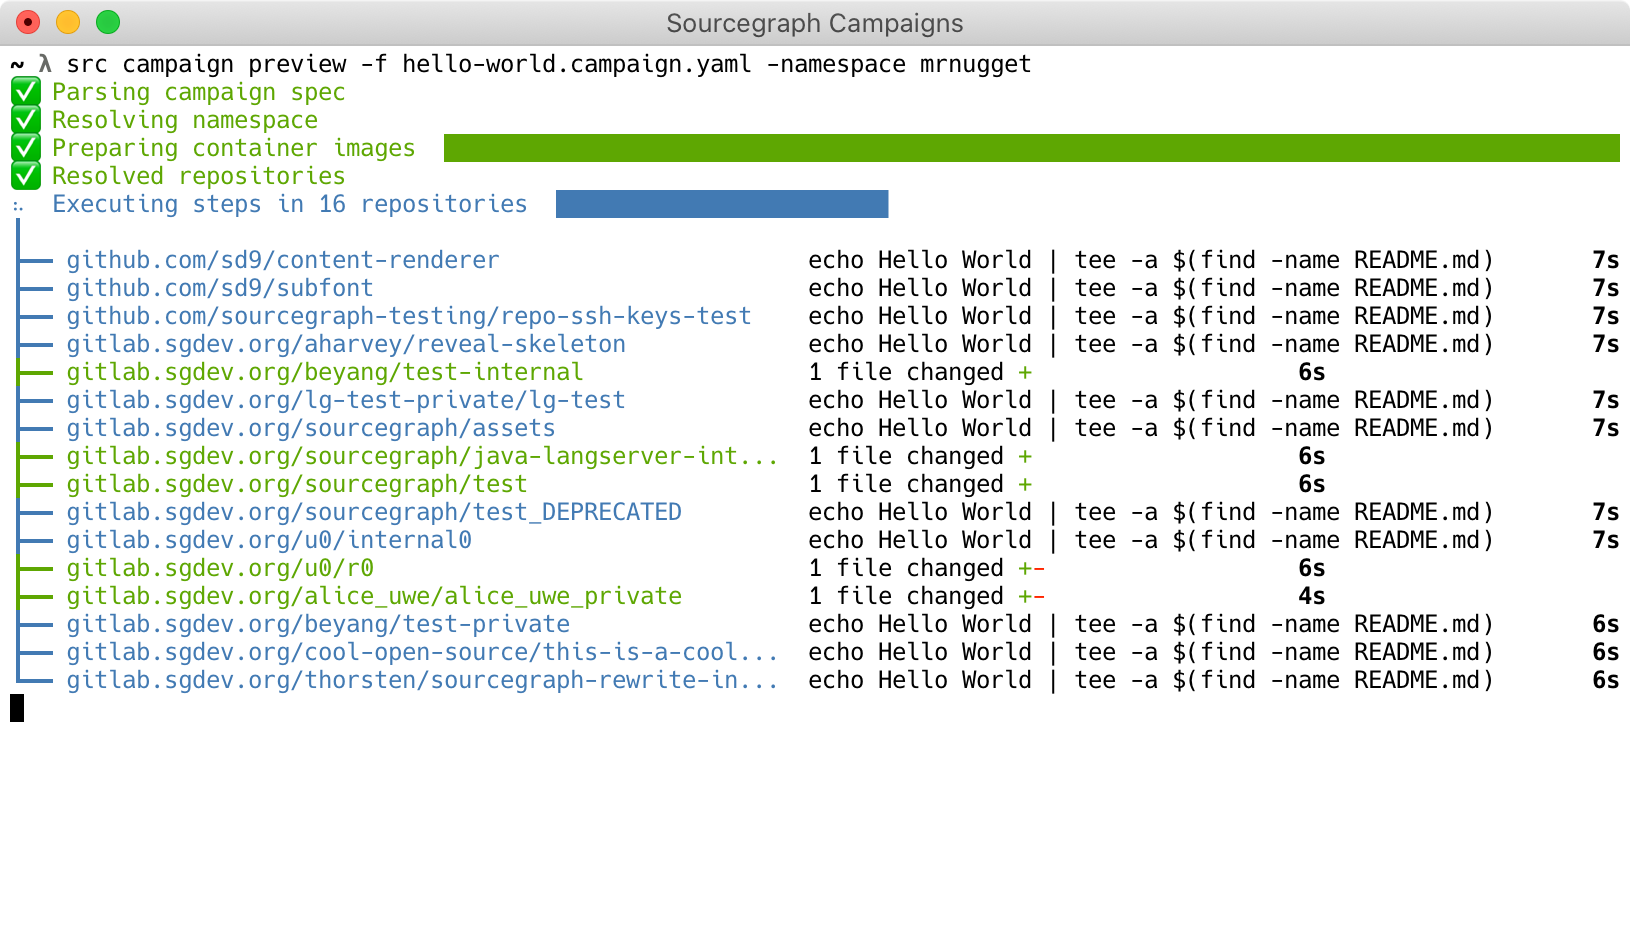 Sourcegraph Campaigns
~ λ src campaign preview -f hello-world.campaign.yaml -namespace mrnugget
✅ Parsing campaign spec
✅ Resolving namespace
✅ Preparing container images
✅ Resolved repositories
Executing steps in 16 repositories
github.com/sd9/content-renderer echo Hello World | tee -a $(find -name README.md) 7s
github.com/sd9/subfont echo Hello World | tee -a $(find -name README.md) 7s
github.com/sourcegraph-testing/repo-ssh-keys-test echo Hello World | tee -a $(find -name README.md) 7s
gitlab.sgdev.org/aharvey/reveal-skeleton echo Hello World | tee -a $(find -name README.md) 7s
gitlab.sgdev.org/beyang/test-internal 1 file changed + 6s
gitlab.sgdev.org/lg-test-private/lg-test echo Hello World | tee -a $(find -name README.md) 7s
gitlab.sgdev.org/sourcegraph/assets echo Hello World | tee -a $(find -name README.md) 7s
gitlab.sgdev.org/sourcegraph/java-langserver-int... 1 file changed + 6s
gitlab.sgdev.org/sourcegraph/test 1 file changed + 6s
gitlab.sgdev.org/sourcegraph/test_DEPRECATED echo Hello World | tee -a $(find -name README.md) 7s
gitlab.sgdev.org/u0/internal0 echo Hello World | tee -a $(find -name README.md) 7s
gitlab.sgdev.org/u0/r0 1 file changed +- 6s
gitlab.sgdev.org/alice_uwe/alice_uwe_private 1 file changed +- 4s
gitlab.sgdev.org/beyang/test-private echo Hello World | tee -a $(find -name README.md) 6s
gitlab.sgdev.org/cool-open-source/this-is-a-cool... echo Hello World | tee -a $(find -name README.md) 6s
gitlab.sgdev.org/thorsten/sourcegraph-rewrite-in... echo Hello World | tee -a $(find -name README.md) 6s